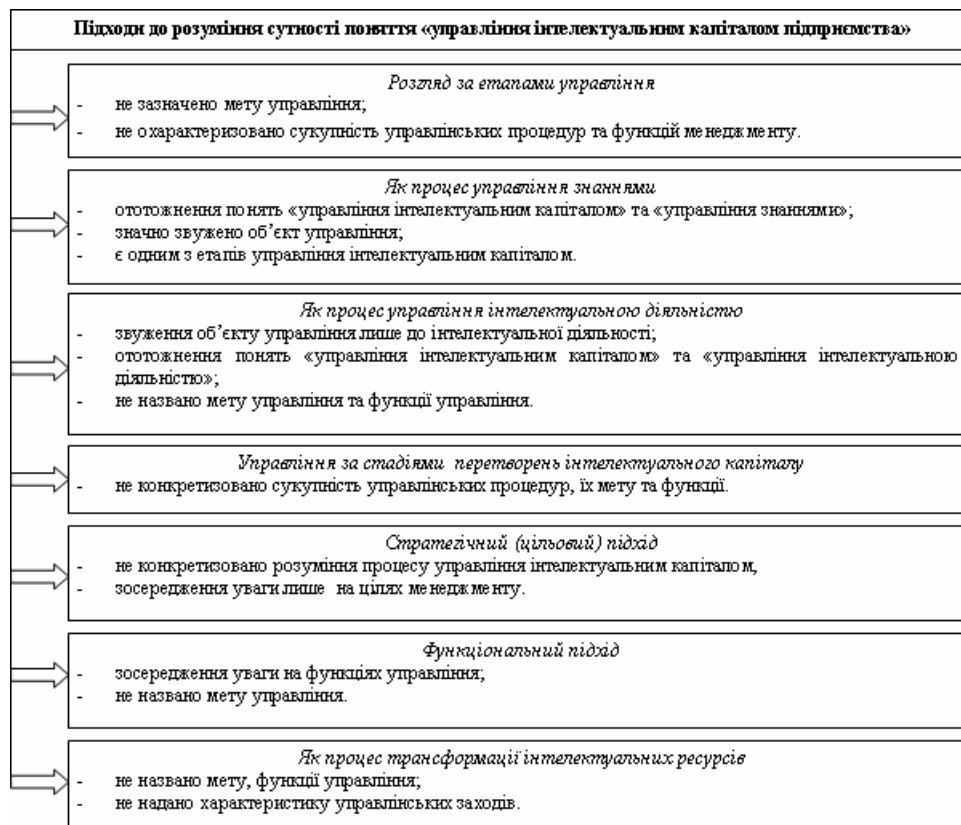 Підходи до розуміння сутності поняття «управління інтелектуальним капіталом підприємства»
Розгляд за етапами управління
- не зазначено мету управління;
- не охарактеризовано сукупність управлінських процедур та функцій менеджменту.
Як процес управління знаннями
- ототожнення понять «управління інтелектуальним капіталом» та «управління знаннями»;
- значно звужено об’єкт управління;
- є одним з етапів управління інтелектуальним капіталом.
Як процес управління інтелектуальною діяльністю
- звуження об’єкту управління лише до інтелектуальної діяльності;
- ототожнення понять «управління інтелектуальним капіталом» та «управління інтелектуальною
діяльністю»;
- не названо мету управління та функції управління.
Управління за стадіями перетворень інтелектуального капіталу
- не конкретизовано сукупність управлінських процедур, їх мету та функції.
Стратегічний (цільовий) підхід
- не конкретизовано розуміння процесу управління інтелектуальним капіталом,
- зосередження уваги лише на цілях менеджменту.
Функціональний підхід
- зосередження уваги на функціях управління;
- не названо мету управління.
Як процес трансформації інтелектуальних ресурсів
- не названо мету, функції управління;
- не надано характеристику управлінських заходів.